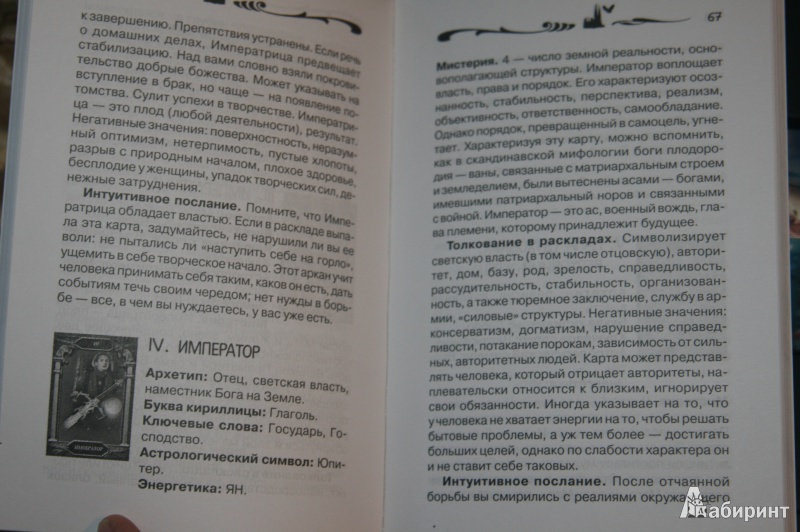 к завершению. Препятствия устранены. Если речь
о домашних делах, Императрица предвещает
стабилизацию. Над вами словно взяли покрови-
тельство добрые божества. Может указывать на
вступление в брак, но чаще — на появление по-
томства. Сулит успехи в творчестве. Императри-
ца — это плод (любой деятельности), результат.
Негативные значения: поверхностность, неразум-
ный оптимизм, нетерпимость, пустые хлопоты,
разрыв с природным началом, плохое здоровье,
бесплодие у женщины, упадок творческих сил, де-
нежные затруднения.
Интуитивное послание. Помните, что Импе-
ратрица обладает властью. Если в раскладе выпа-
ла эта карта, задумайтесь, не нарушили ли вы ее
воли: не пытались ли «наступить себе на горло»,
ущемить в себе творческое начало. Этот аркан учит
человека принимать себя таким, каков он есть, дать
событиям течь своим чередом; нет нужды в борь-
бе — все, в чем вы нуждаетесь, у вас уже есть.
IV. ИМПЕРАТОР
Архетип: Отец, светская власть,
наместник Бога на Земле.
Буква кириллицы: Глаголь.
Ключевые слова: Государь, Го-
сподство.
Астрологический символ: Юпи-
тер.
Энергетика: ЯН.
67
Мистерия. 4 — число земной реальности, осно-
вополагающей структуры. Император воплощает
власть, права и порядок. Его характеризуют осоз-
нанность, стабильность, перспектива, реализм,
объективность, ответственность, самообладание.
Однако порядок, превращенный в самоцель, угне-
тает. Характеризуя эту карту, можно вспомнить,
как в скандинавской мифологии боги плодоро-
дия — ваны, связанные с матриархальным строем
и земледелием, были вытеснены асами — богами,
имевшими патриархальный норов и связанными
с войной. Император — это ас, военный вождь, гла-
ва племени, которому принадлежит будущее.
Толкование в раскладах. Символизирует
светскую власть (в том числе отцовскую), автори-
тет, дом, базу, род, зрелость, справедливость,
рассудительность, стабильность, организован-
ность, а также тюремное заключение, службу в ар-
мии, «силовые» структуры. Негативные значения:
консерватизм, догматизм, нарушение справед-
ливости, потакание порокам, зависимость от силь-
ных, авторитетных людей. Карта может представ-
лять человека, который отрицает авторитеты, на-
плевательски относится к близким, игнорирует
свои обязанности. Иногда указывает на то, что
у человека не хватает энергии на то, чтобы решать
бытовые проблемы, а уж тем более — достигать
больших целей, однако по слабости характера он
и не ставит себе таковых.
Интуитивное послание. После отчаянной
борьбы вы смирились с реалиями окружающего
Лабиринт